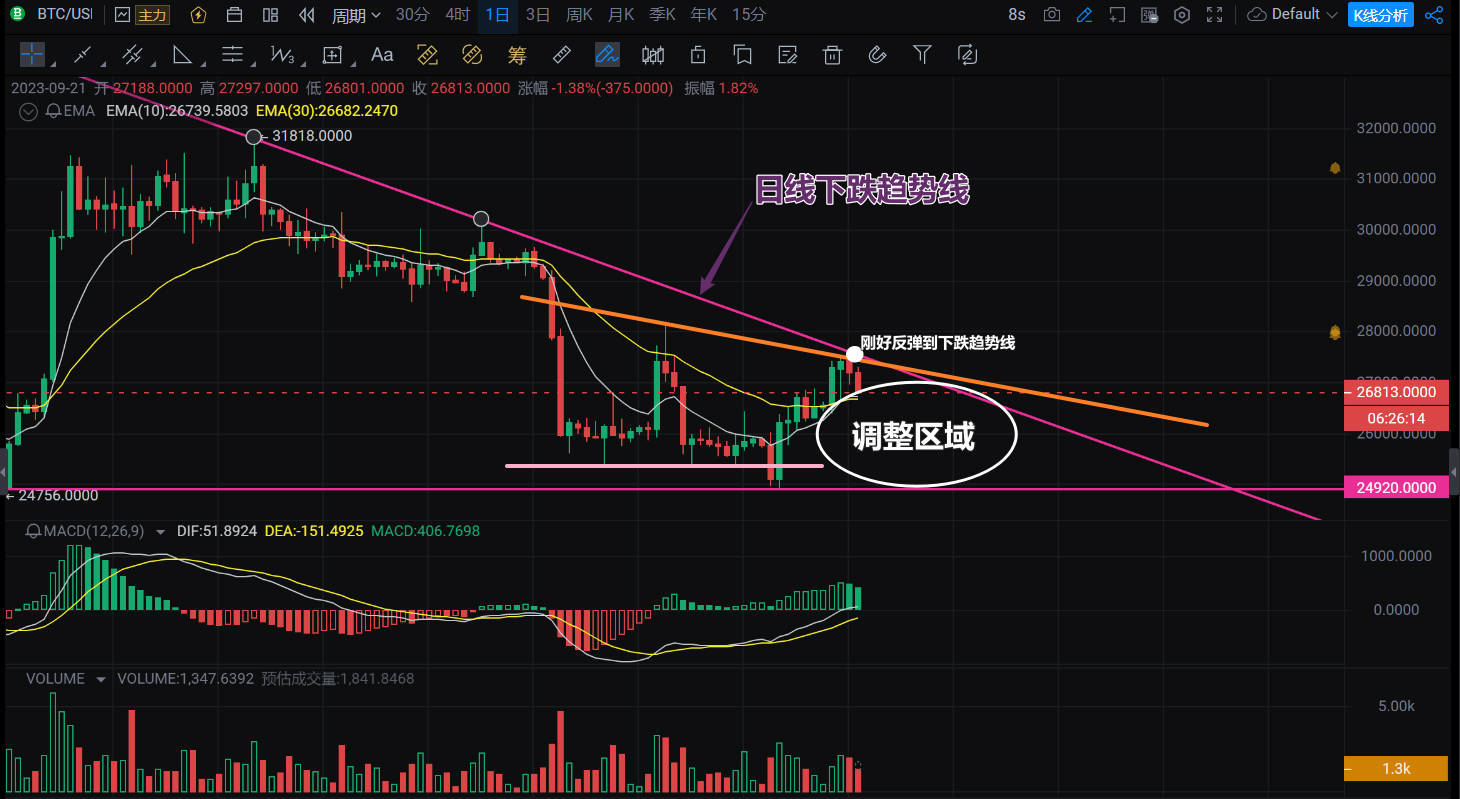 BTC/USI 主力 周期 30分 4时 1日 3日 周K 月K 季K 年K 15分 8s Default K线分析
Aa 筹
2023-09-21 开 27188.0000 高 27297.0000 低 26801.0000 收 26813.0000 涨幅 -1.38%(-375.0000) 振幅 1.82%
EMA EMA(10):26739.5803 EMA(30):26682.2470
31818.0000
日线下跌趋势线
刚好反弹到下跌趋势线
调整区域
24756.0000
32000.0000
31000.0000
30000.0000
29000.0000
28000.0000
26813.0000
06:26:14
26000.0000
24920.0000
MACD(12,26,9) DIF:51.8924 DEA:-151.4925 MACD:406.7698
1000.0000
0.0000
VOLUME VOLUME:1,347.6392 预估成交量:1,841.8468
5.00k
1.3k